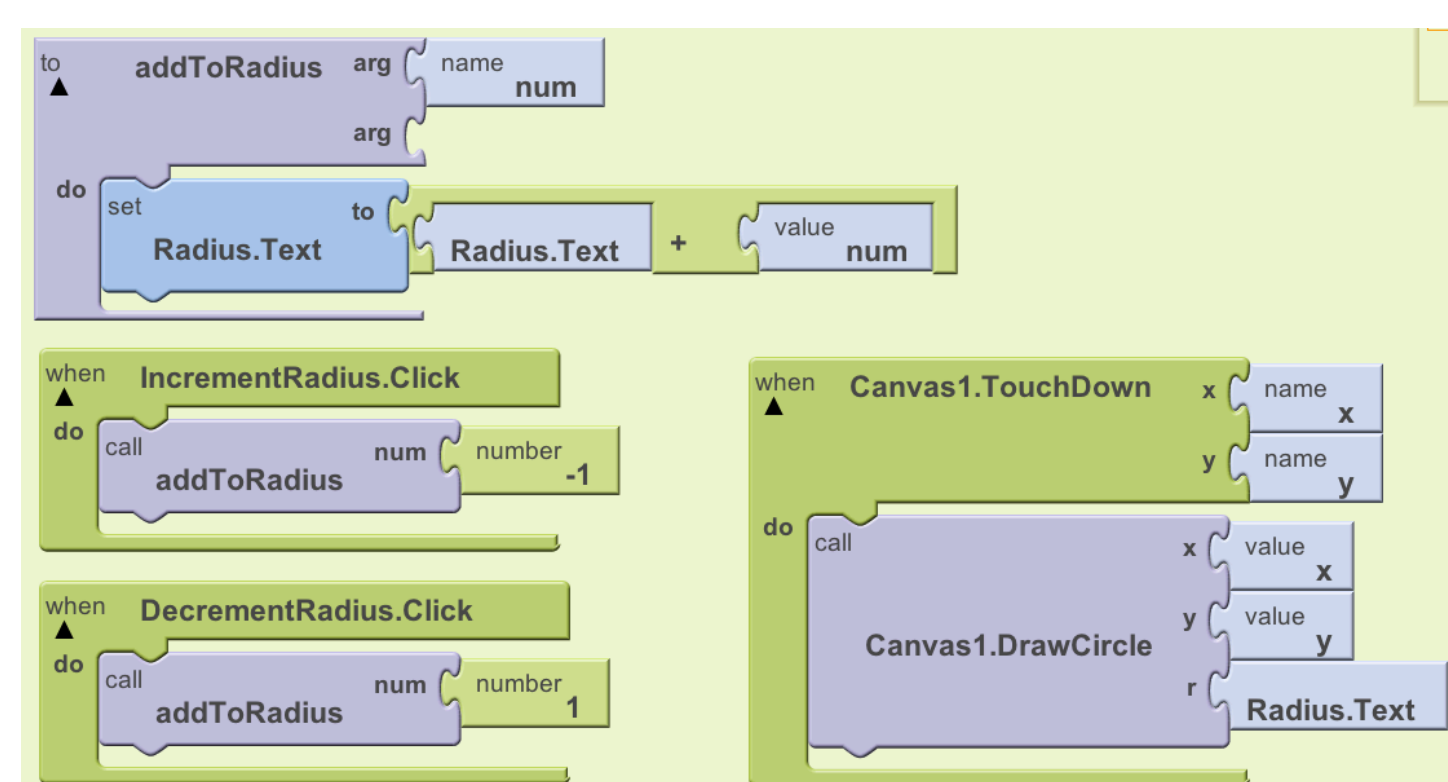 to addToRadius arg name num
arg
do set Radius.Text to Radius.Text + value num
when IncrementRadius.Click
do call addToRadius num number -1
when DecrementRadius.Click
do call addToRadius num number 1
when Canvas1.TouchDown x name x
y name y
do call Canvas1.DrawCircle x value x
y value y
r Radius.Text